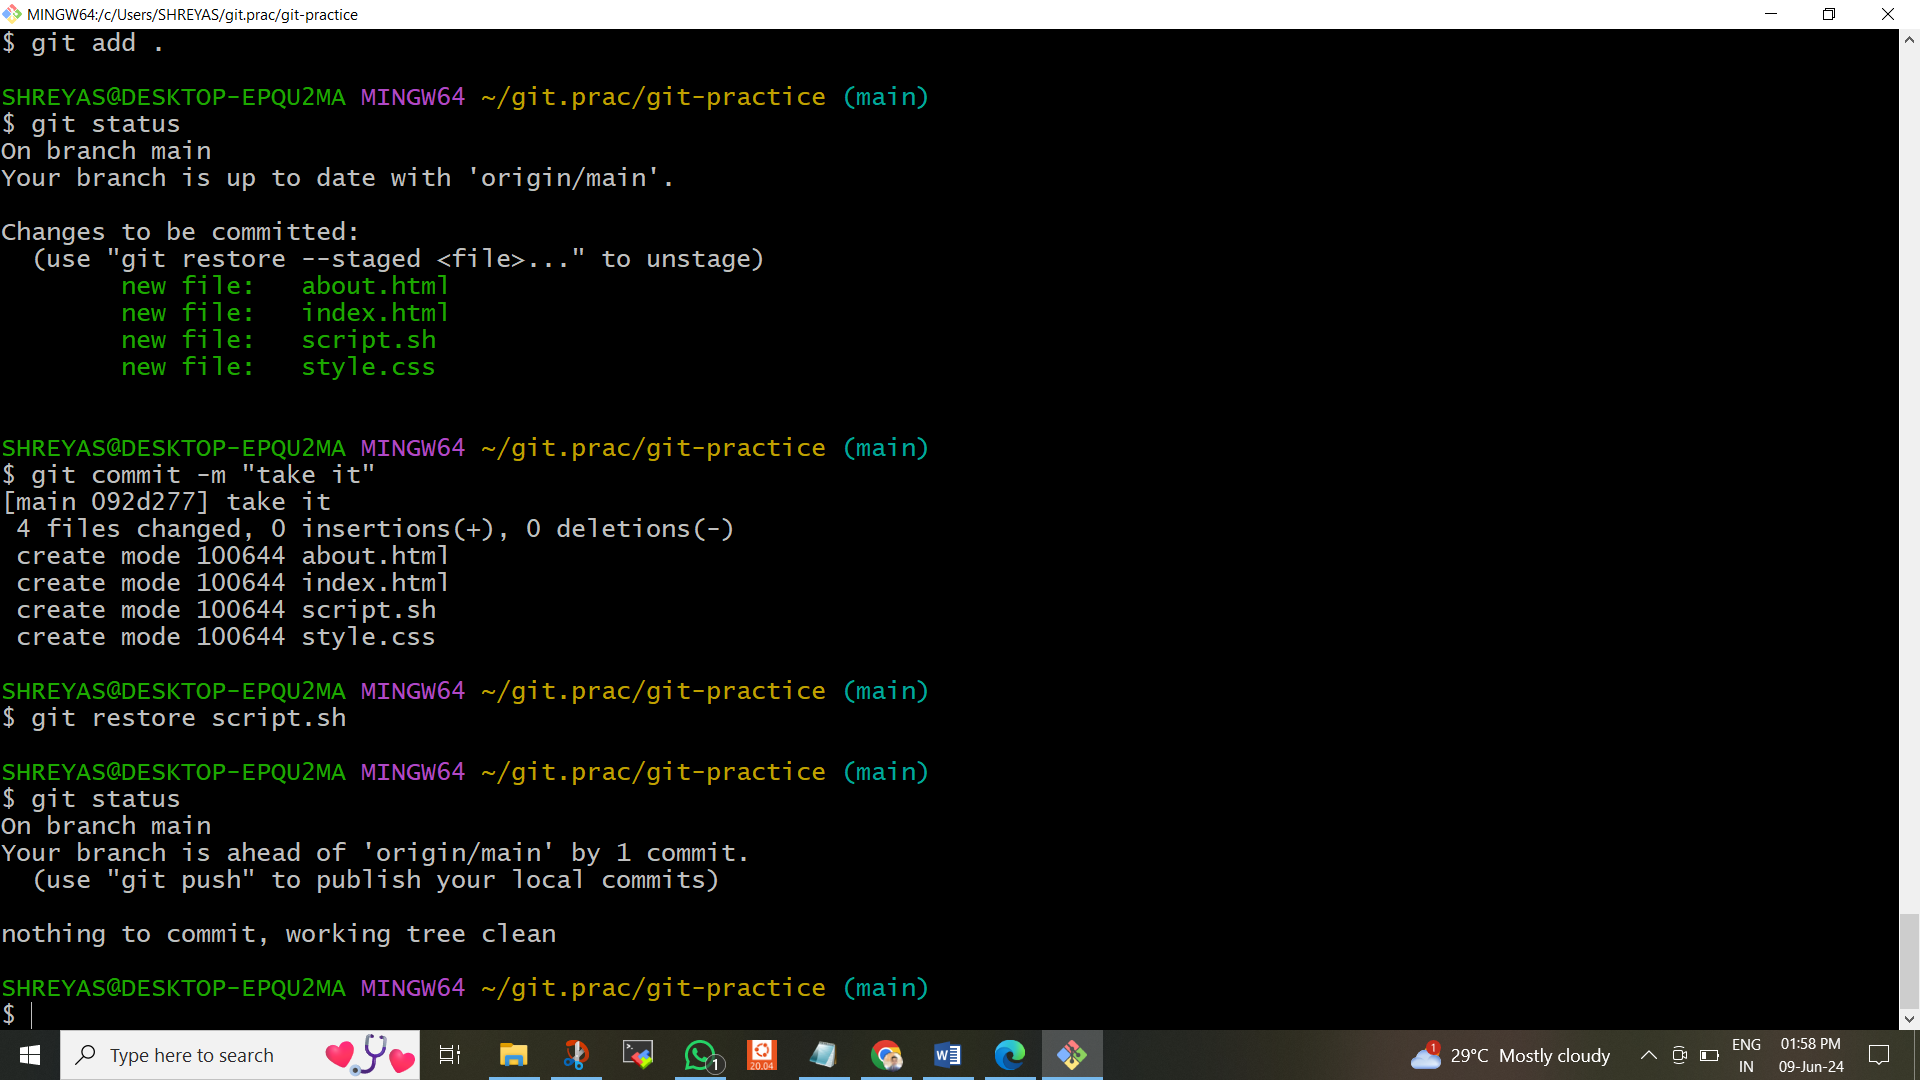 MINGW64:/c/Users/SHREYAS/git.prac/git-practice
$ git add .
SHREYAS@DESKTOP-EPQU2MA MINGW64 ~/git.prac/git-practice (main)
$ git status
On branch main
Your branch is up to date with 'origin/main'.
Changes to be committed:
  (use "git restore --staged <file>..." to unstage)
        new file:   about.html
        new file:   index.html
        new file:   script.sh
        new file:   style.css
SHREYAS@DESKTOP-EPQU2MA MINGW64 ~/git.prac/git-practice (main)
$ git commit -m "take it"
[main 092d277] take it
 4 files changed, 0 insertions(+), 0 deletions(-)
 create mode 100644 about.html
 create mode 100644 index.html
 create mode 100644 script.sh
 create mode 100644 style.css
SHREYAS@DESKTOP-EPQU2MA MINGW64 ~/git.prac/git-practice (main)
$ git restore script.sh
SHREYAS@DESKTOP-EPQU2MA MINGW64 ~/git.prac/git-practice (main)
$ git status
On branch main
Your branch is ahead of 'origin/main' by 1 commit.
  (use "git push" to publish your local commits)
nothing to commit, working tree clean
SHREYAS@DESKTOP-EPQU2MA MINGW64 ~/git.prac/git-practice (main)
$
Type here to search
1
20.04
W
1
29°C Mostly cloudy
ENG
IN
01:58 PM
09-Jun-24